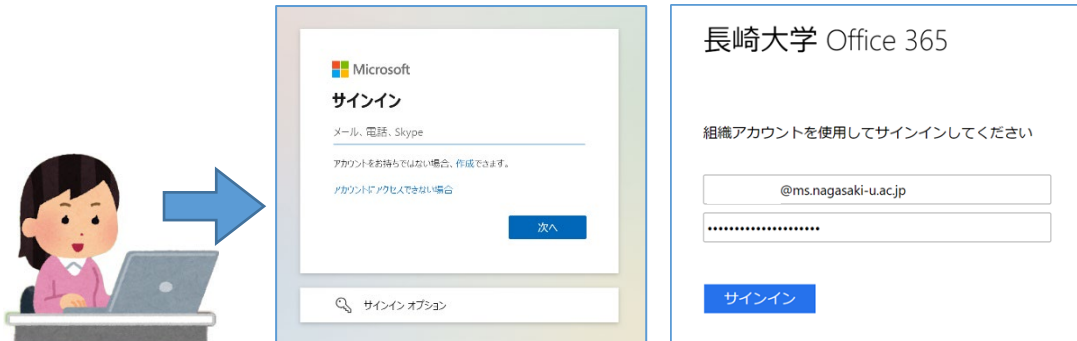 Microsoft
サインイン
メール、電話、Skype
アカウントをお持ちではない場合、作成できます。
アカウントにアクセスできない場合
次へ
サインイン オプション
長崎大学 Office 365
組織アカウントを使用してサインインしてください
@ms.nagasaki-u.ac.jp
•••••••••••••••••••••
サインイン